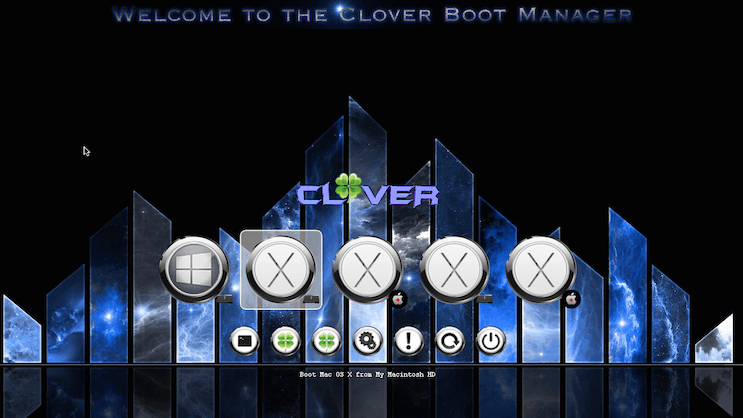 Welcome to the Clover Boot Manager
CLOVER
Boot Mac OS X from My Macintosh HD